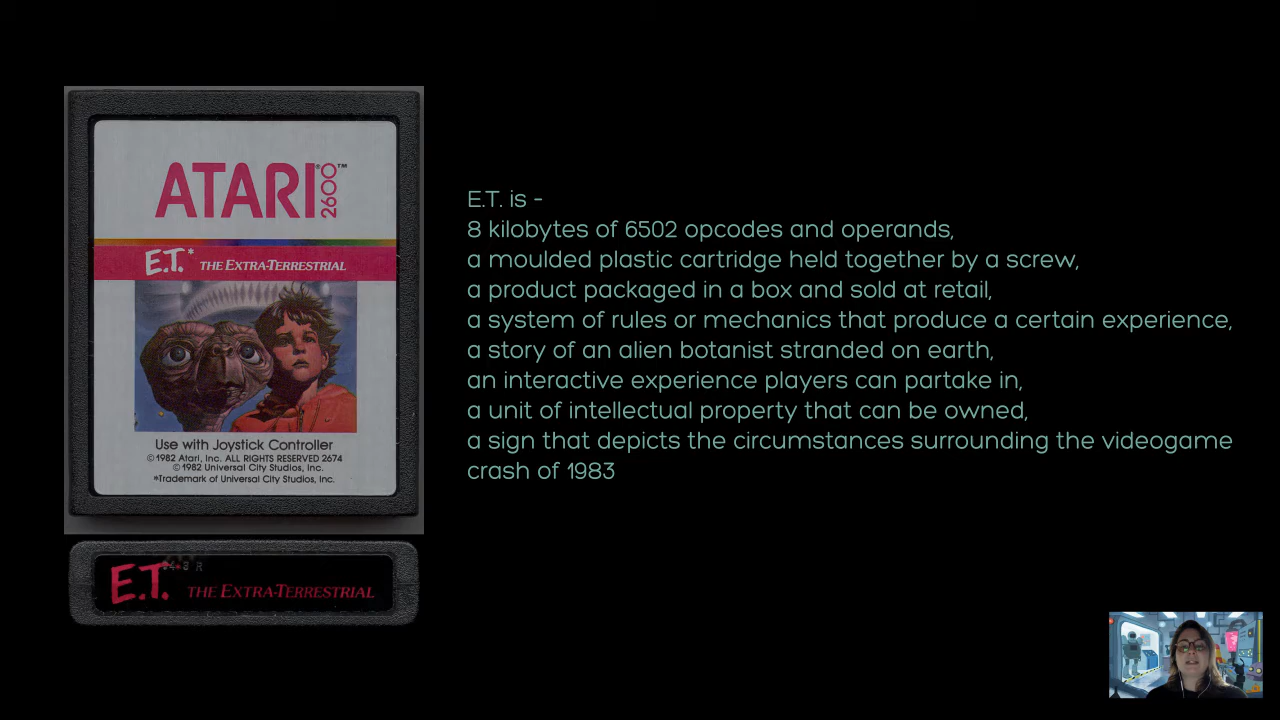 ATARI®™
2600
E.T.* THE EXTRA-TERRESTRIAL
Use with Joystick Controller
©1982 Atari, Inc. ALL RIGHTS RESERVED 2674
©1982 Universal City Studios, Inc.
*Trademark of Universal City Studios, Inc.
E.T. THE EXTRA-TERRESTRIAL
E.T. is -
8 kilobytes of 6502 opcodes and operands,
a moulded plastic cartridge held together by a screw,
a product packaged in a box and sold at retail,
a system of rules or mechanics that produce a certain experience,
a story of an alien botanist stranded on earth,
an interactive experience players can partake in,
a unit of intellectual property that can be owned,
a sign that depicts the circumstances surrounding the videogame
crash of 1983